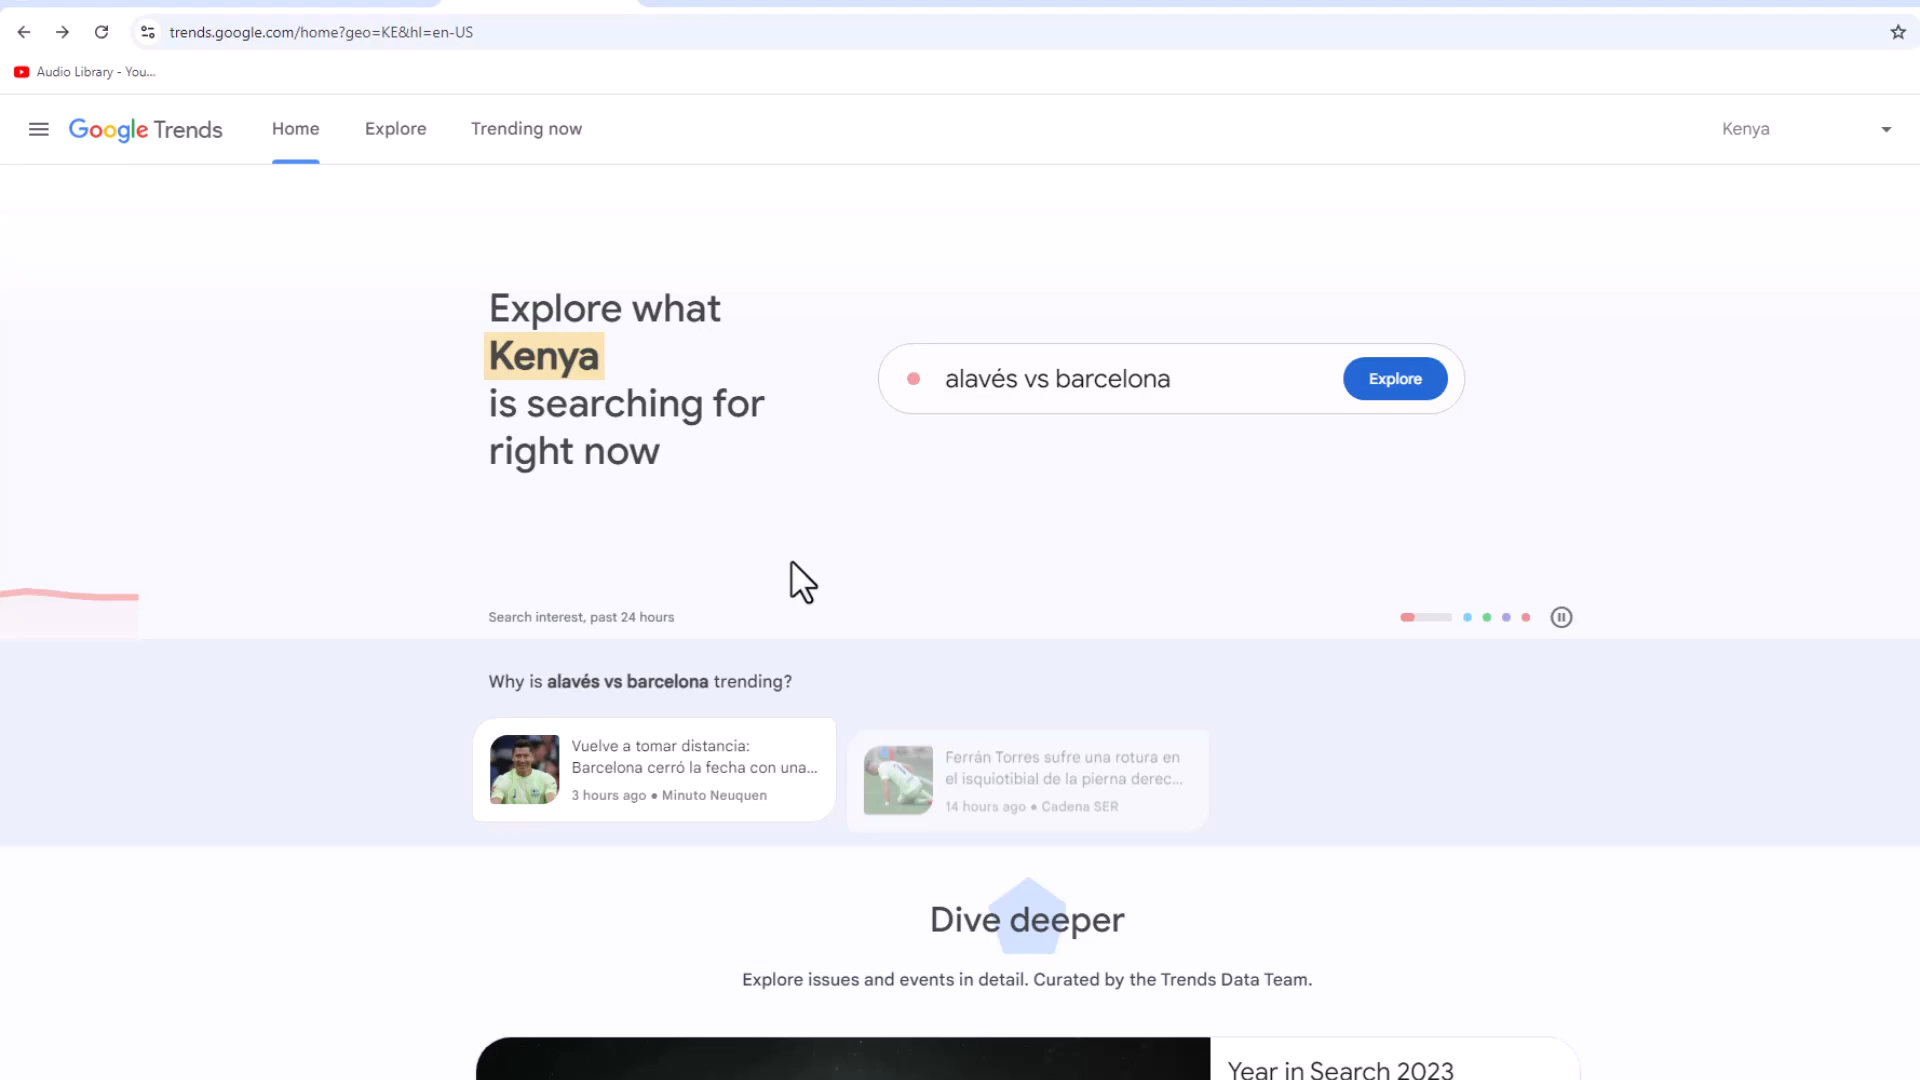 trends.google.com/home?geo=KE&hl=en-US
Audio Library - You...
Google Trends
Home
Explore
Trending now
Kenya
Explore what
Kenya
is searching for
right now
alavés vs barcelona
Explore
Search interest, past 24 hours
Why is alavés vs barcelona trending?
Vuelve a tomar distancia:
Barcelona cerró la fecha con una...
3 hours ago • Minuto Neuquen
Ferrán Torres sufre una rotura en
el isquiotibial de la pierna derec...
14 hours ago • Cadena SER
Dive deeper
Explore issues and events in detail. Curated by the Trends Data Team.
Year in Search 2023